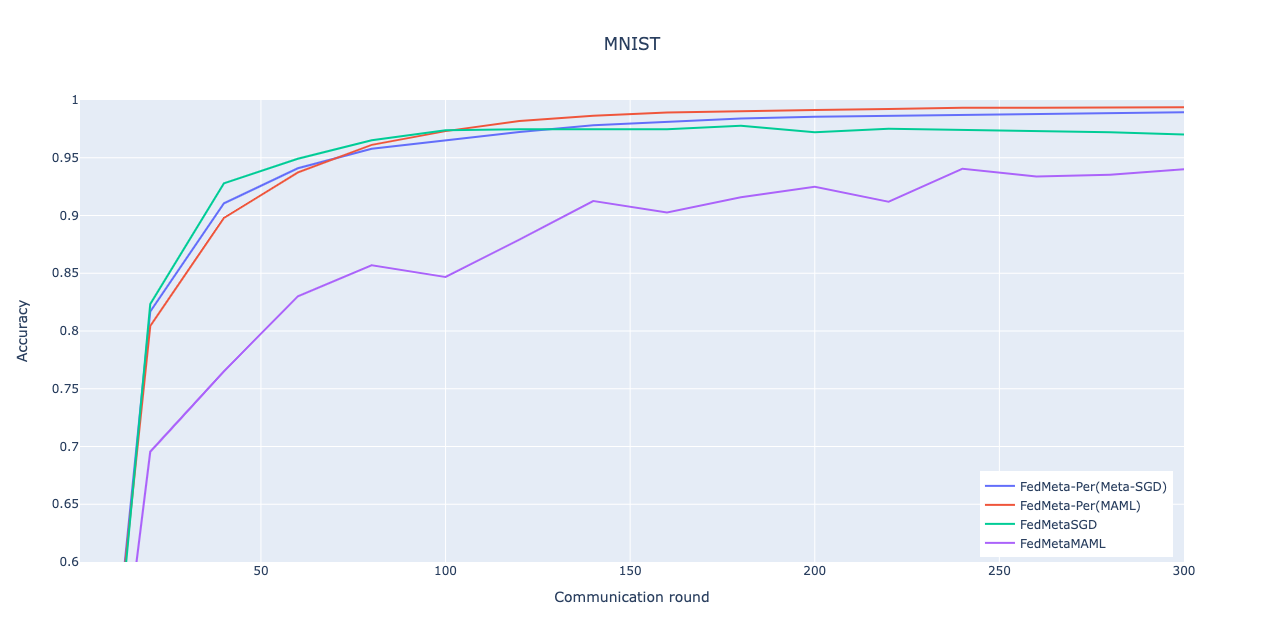 MNIST
1
0.95
0.9
0.85
0.8
0.75
0.7
0.65
0.6
Accuracy
50
100
150
200
250
300
Communication round
FedMeta-Per(Meta-SGD)
FedMeta-Per(MAML)
FedMetaSGD
FedMetaMAML